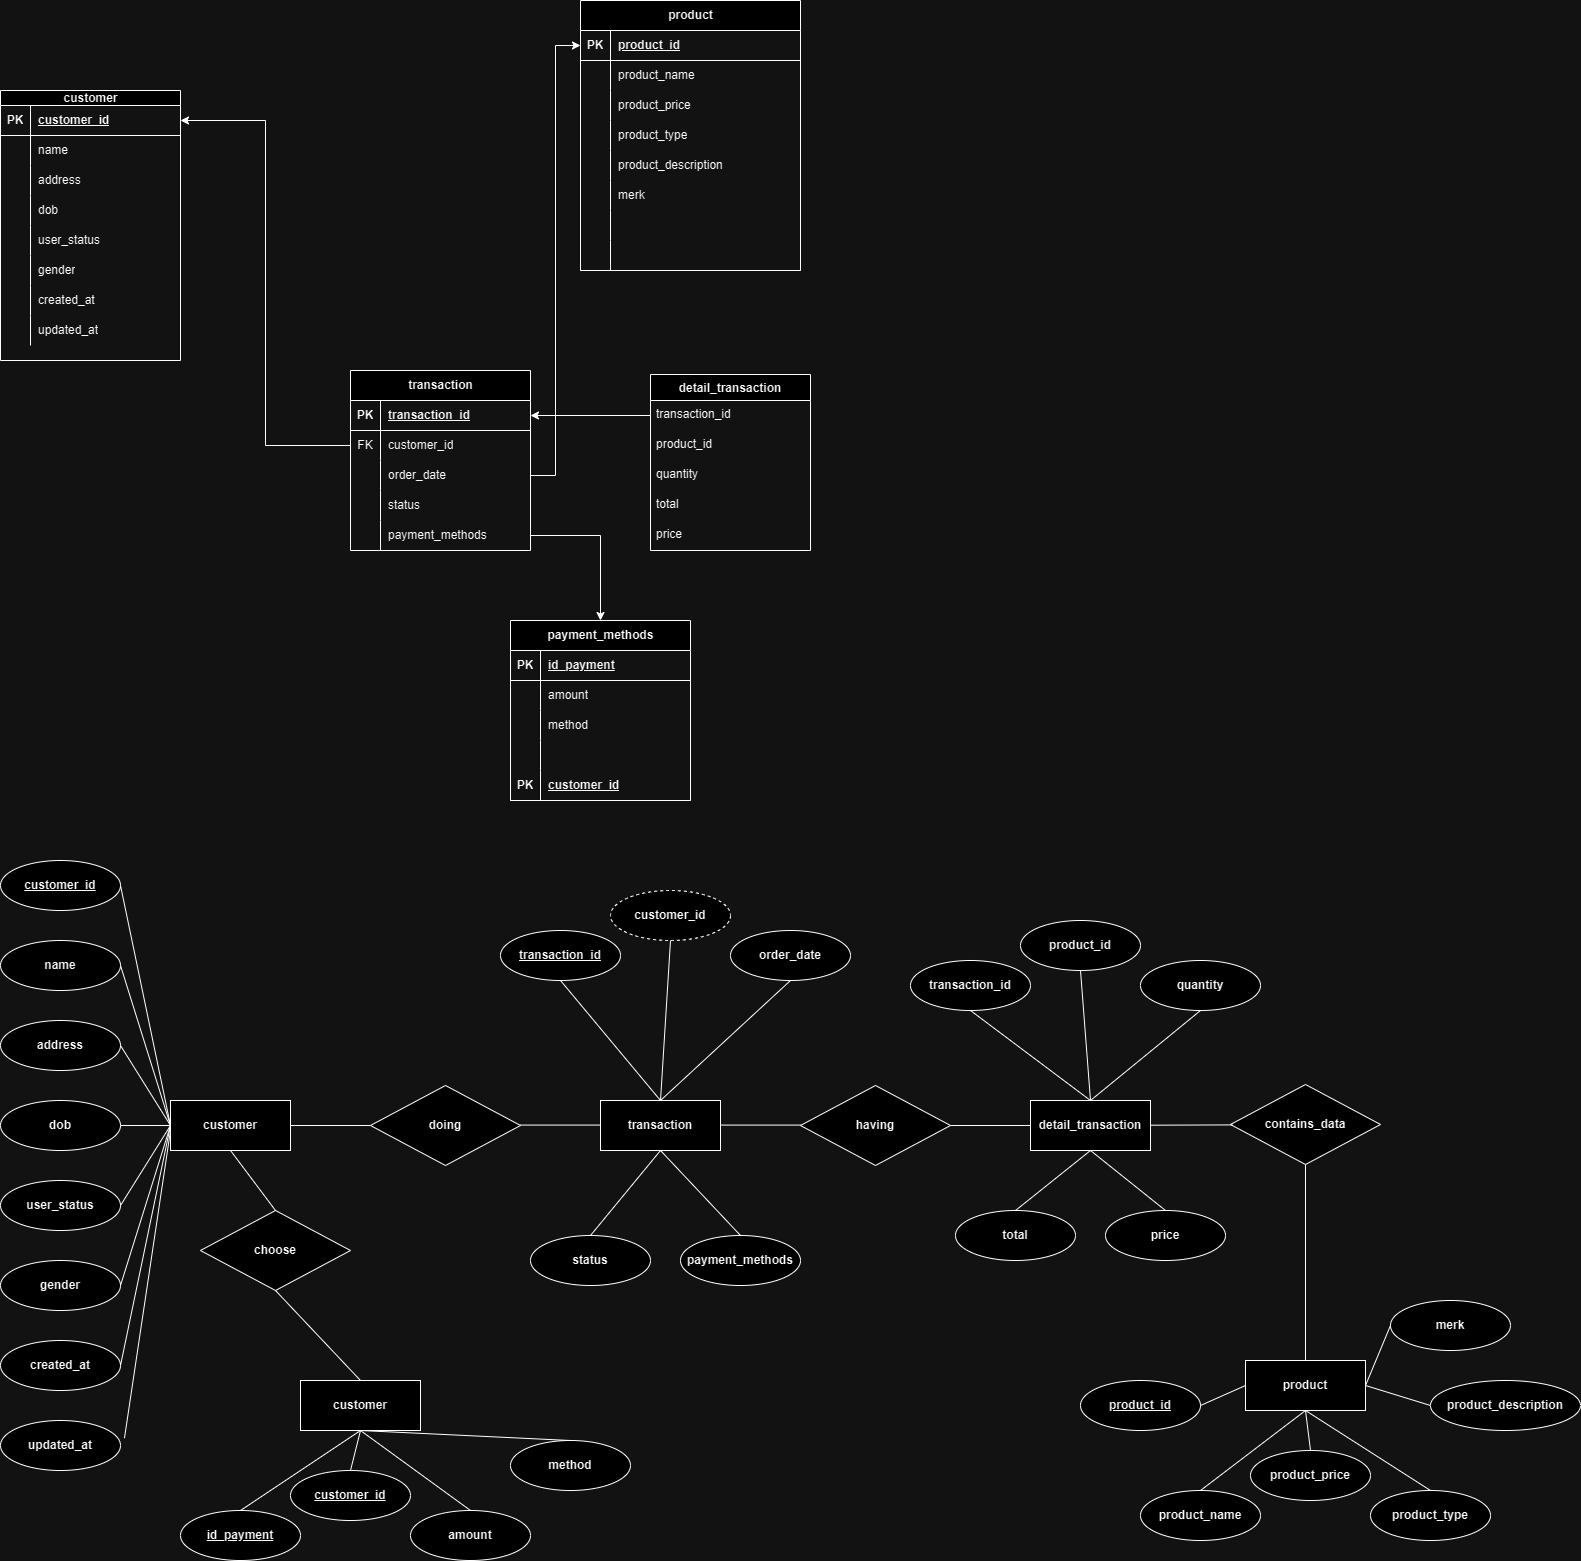 product
PK product_id
product_name
product_price
product_type
product_description
merk
customer
PK customer_id
name
address
dob
user_status
gender
created_at
updated_at
transaction
PK transaction_id
FK customer_id
order_date
status
payment_methods
detail_transaction
transaction_id
product_id
quantity
total
price
payment_methods
PK id_payment
amount
method
PK customer_id
customer_id
name
address
dob
user_status
gender
created_at
updated_at
customer
doing
choose
customer
id_payment
customer_id
amount
method
transaction_id
customer_id
order_date
transaction
status
payment_methods
having
transaction_id
product_id
quantity
detail_transaction
total
price
contains_data
product
merk
product_id
product_description
product_price
product_name
product_type